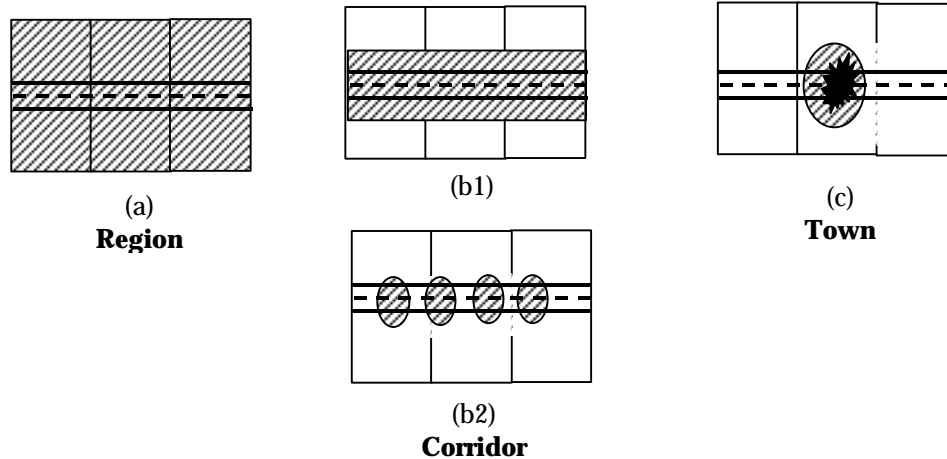 (a)
Region
(b1)
(c)
Town
(b2)
Corridor